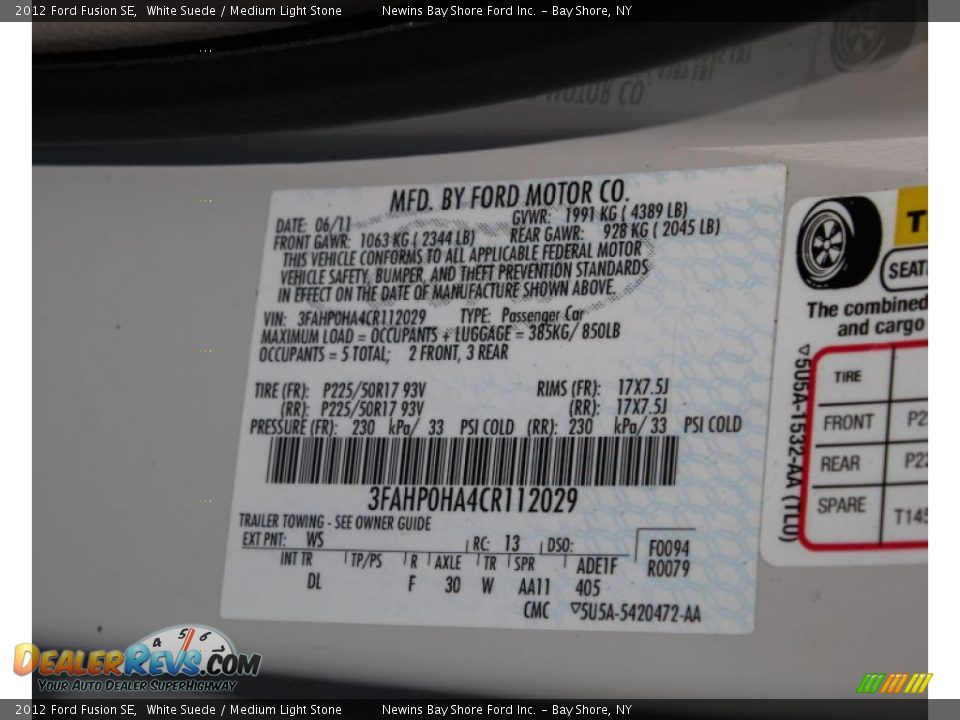 2012 Ford Fusion SE, White Suede / Medium Light Stone Newins Bay Shore Ford Inc. - Bay Shore, NY
MFD. BY FORD MOTOR CO.
DATE: 06/11 GVWR: 1991 KG ( 4389 LB)
FRONT GAWR: 1063 KG ( 2344 LB) REAR GAWR: 928 KG ( 2045 LB)
THIS VEHICLE CONFORMS TO ALL APPLICABLE FEDERAL MOTOR
VEHICLE SAFETY, BUMPER, AND THEFT PREVENTION STANDARDS
IN EFFECT ON THE DATE OF MANUFACTURE SHOWN ABOVE.
VIN: 3FAHP0HA4CR112029 TYPE: Passenger Car
MAXIMUM LOAD = OCCUPANTS + LUGGAGE = 385KG/ 850LB
OCCUPANTS = 5 TOTAL; 2 FRONT, 3 REAR
TIRE (FR): P225/50R17 93V RIMS (FR): 17X7.5J
(RR): P225/50R17 93V (RR): 17X7.5J
PRESSURE (FR): 230 kPa/ 33 PSI COLD (RR): 230 kPa/ 33 PSI COLD
3FAHP0HA4CR112029
TRAILER TOWING - SEE OWNER GUIDE
EXT PNT: WS RC: 13 DSO: F0094
INT TR TP/PS R AXLE TR SPR ADE1F R0079
DL F 30 W AA11 405
CMC ▽5U5A-5420472-AA
SEAT
The combined
and cargo
▽5U5A-1532-AA (TLU)
TIRE
FRONT P2
REAR P22
SPARE T145
DealerRevs.com
Your Auto Dealer SuperHighway
4 5 6
2012 Ford Fusion SE, White Suede / Medium Light Stone Newins Bay Shore Ford Inc. - Bay Shore, NY